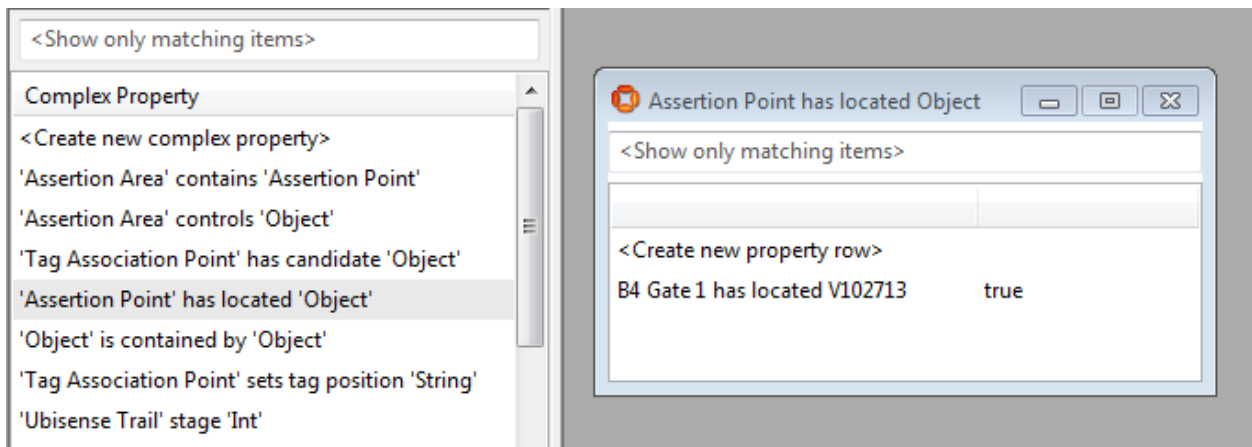 <Show only matching items>
Complex Property
<Create new complex property>
'Assertion Area' contains 'Assertion Point'
'Assertion Area' controls 'Object'
'Tag Association Point' has candidate 'Object'
'Assertion Point' has located 'Object'
'Object' is contained by 'Object'
'Tag Association Point' sets tag position 'String'
'Ubisense Trail' stage 'Int'
Assertion Point has located Object
<Show only matching items>
<Create new property row>
B4 Gate 1 has located V102713 true